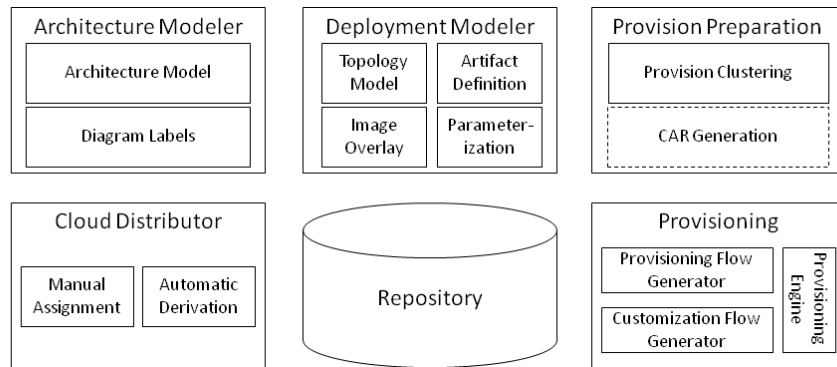 Architecture Modeler
Architecture Model
Diagram Labels
Deployment Modeler
Topology
Model
Artifact
Definition
Image
Overlay
Parameter-
ization
Provision Preparation
Provision Clustering
CAR Generation
Cloud Distributor
Manual
Assignment
Automatic
Derivation
Repository
Provisioning
Provisioning Flow
Generator
Customization Flow
Generator
Provisioning
Engine